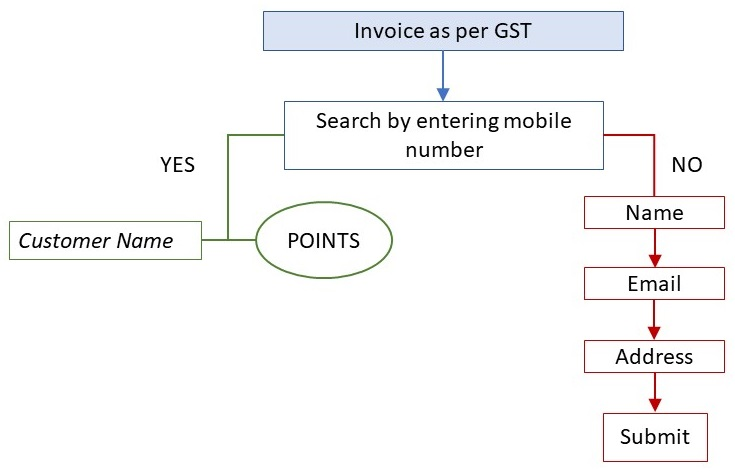 Invoice as per GST
Search by entering mobile
number
YES
NO
Customer Name
POINTS
Name
Email
Address
Submit